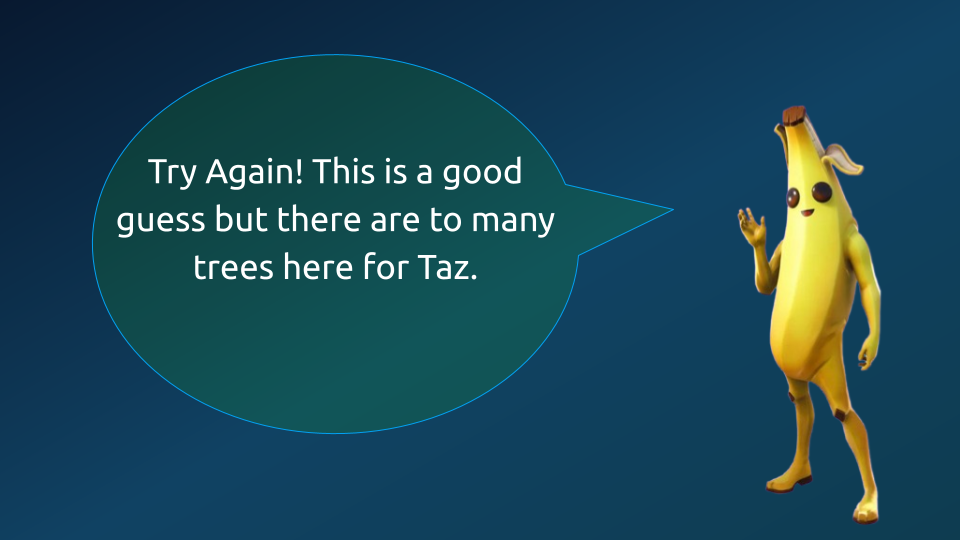 Try Again! This is a good
guess but there are to many
trees here for Taz.